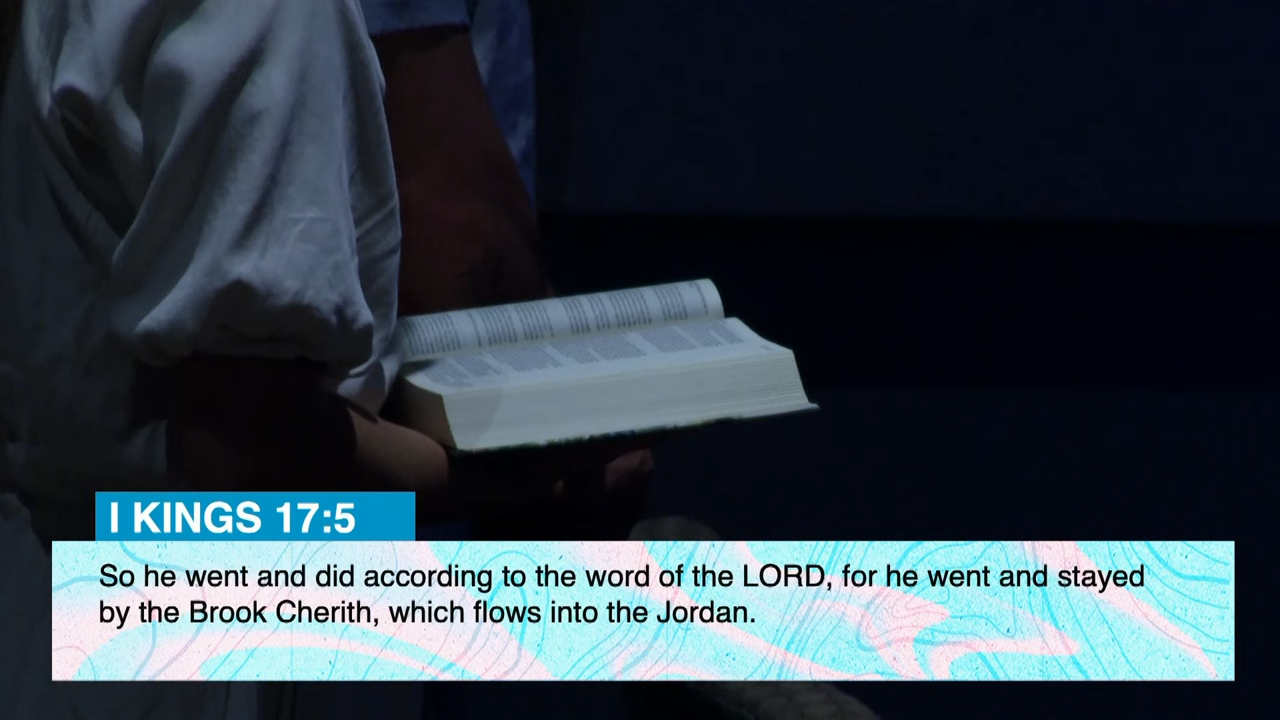 I KINGS 17:5
So he went and did according to the word of the LORD, for he went and stayed
by the Brook Cherith, which flows into the Jordan.